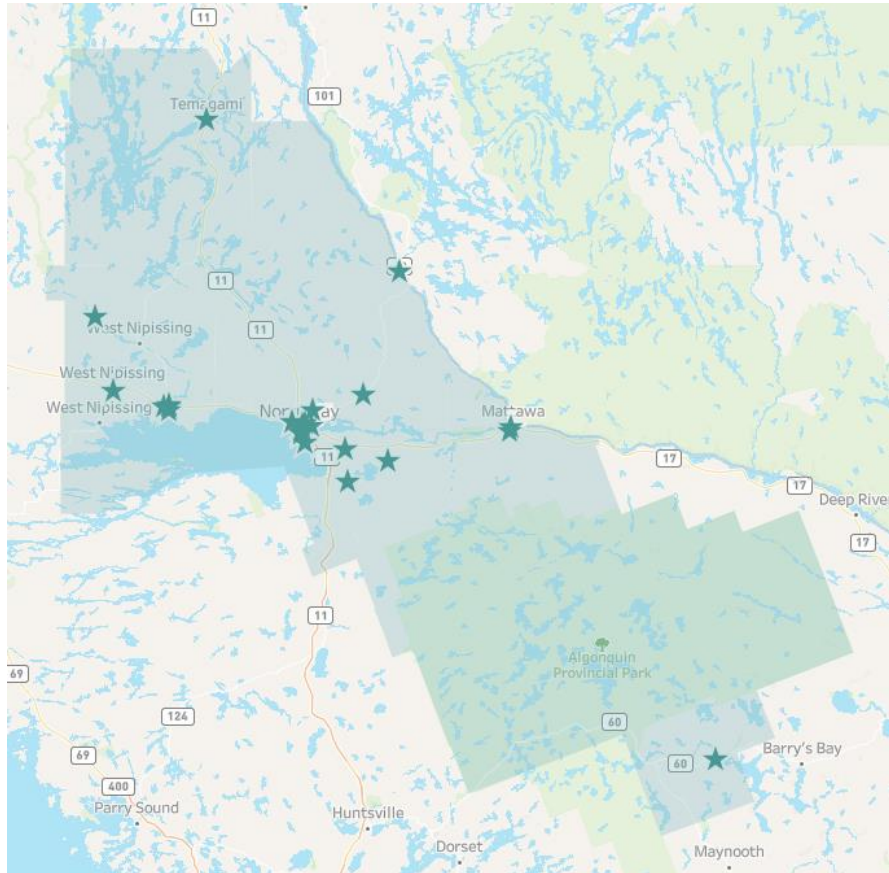 11
Temagami
101
11
11
West Nipissing
West Nipissing
West Nipissing
Mattawa
11
17
17
Deep River
17
11
Algonquin
Provincial Park
69
124
60
60
Barry's Bay
69
400
Parry Sound
Huntsville
Dorset
Maynooth